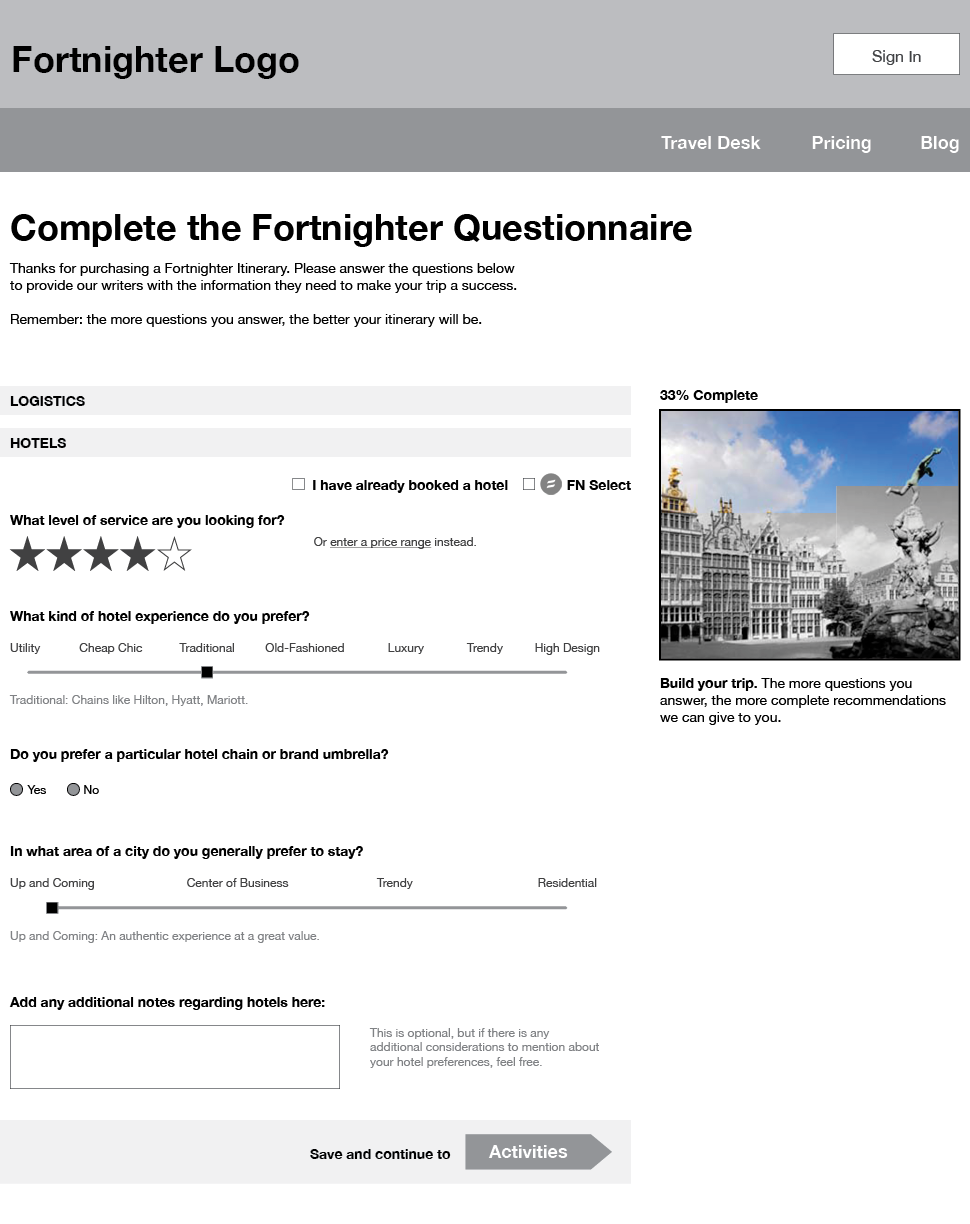 Fortnighter Logo
Sign In
Travel Desk Pricing Blog
Complete the Fortnighter Questionnaire
Thanks for purchasing a Fortnighter Itinerary. Please answer the questions below
to provide our writers with the information they need to make your trip a success.
Remember: the more questions you answer, the better your itinerary will be.
LOGISTICS
HOTELS
I have already booked a hotel FN Select
What level of service are you looking for?
Or enter a price range instead.
What kind of hotel experience do you prefer?
Utility Cheap Chic Traditional Old-Fashioned Luxury Trendy High Design
Traditional: Chains like Hilton, Hyatt, Mariott.
Do you prefer a particular hotel chain or brand umbrella?
Yes No
In what area of a city do you generally prefer to stay?
Up and Coming Center of Business Trendy Residential
Up and Coming: An authentic experience at a great value.
Add any additional notes regarding hotels here:
This is optional, but if there is any
additional considerations to mention about
your hotel preferences, feel free.
Save and continue to Activities
33% Complete
Build your trip. The more questions you
answer, the more complete recommendations
we can give to you.